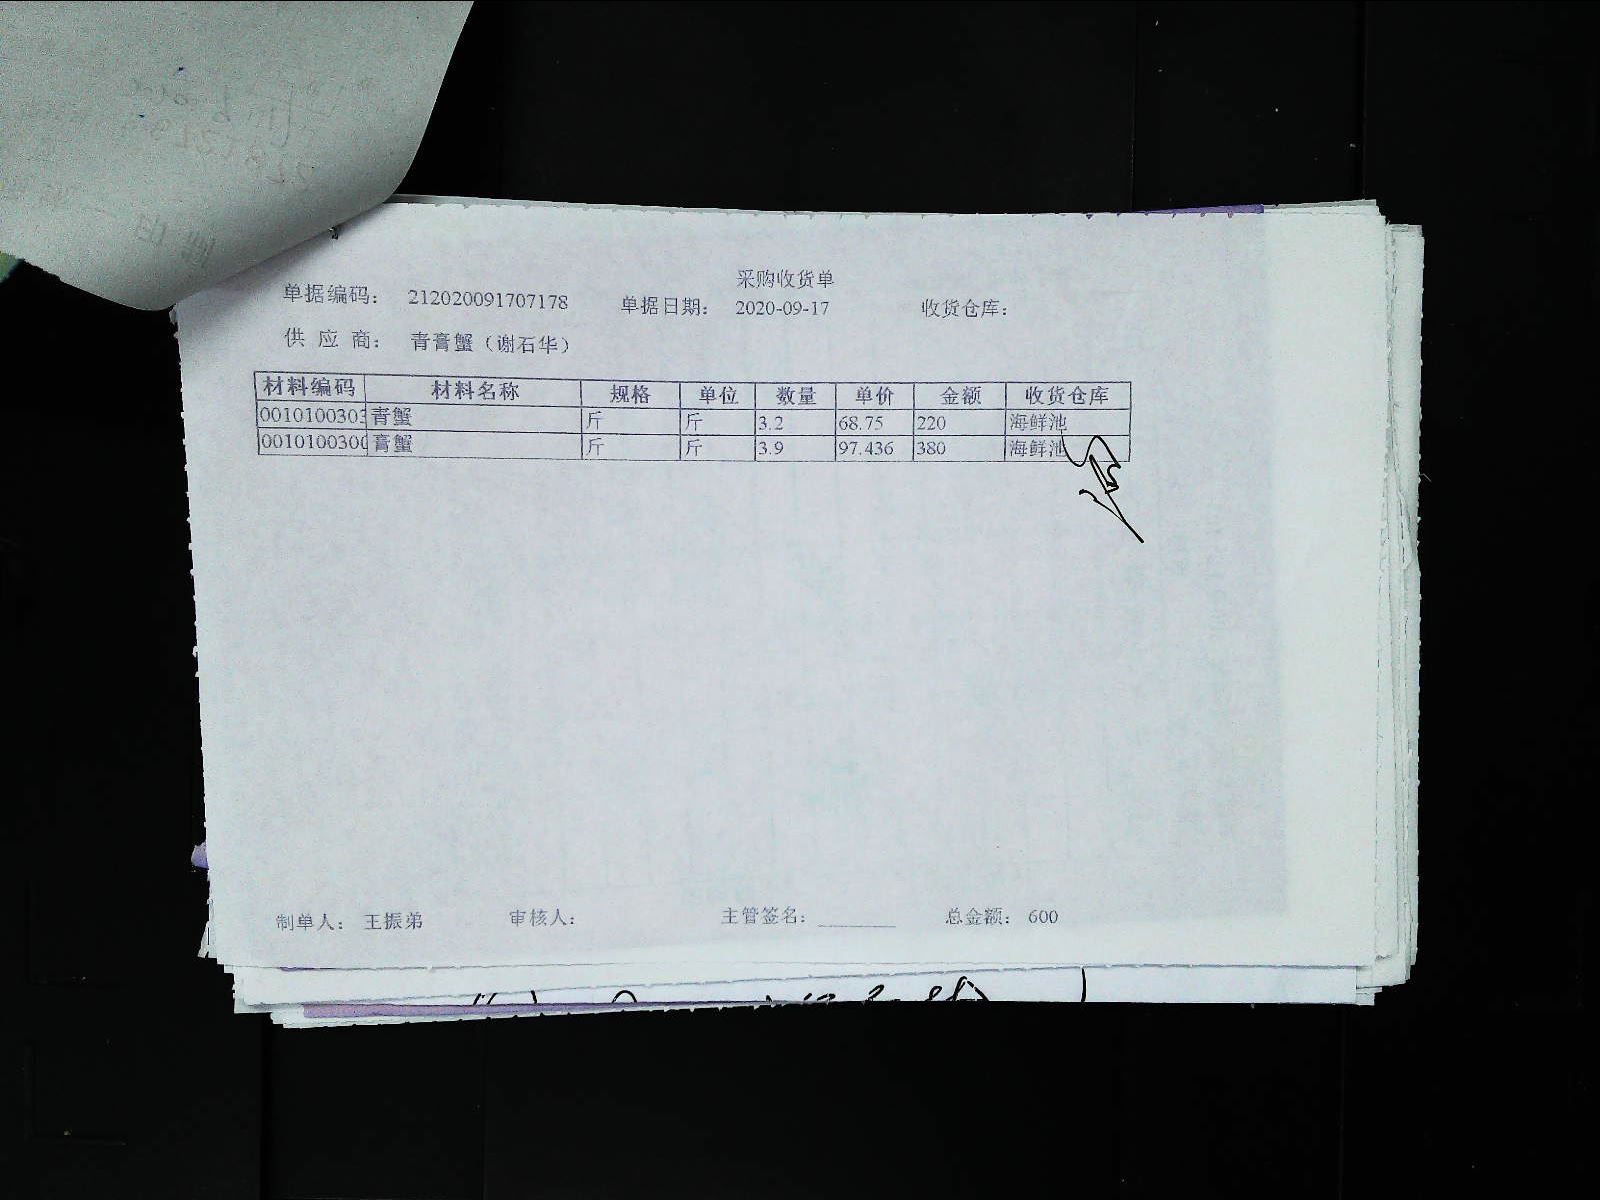 采购收货单
单据编码： 212020091707178 单据日期： 2020-09-17 收货仓库：
供 应 商： 青膏蟹（谢石华）
材料编码 材料名称 规格 单位 数量 单价 金额 收货仓库
0010100303 青蟹 斤 斤 3.2 68.75 220 海鲜池
0010100300 膏蟹 斤 斤 3.9 97.436 380 海鲜池
制单人： 王振弟 审核人： 主管签名： 总金额： 600